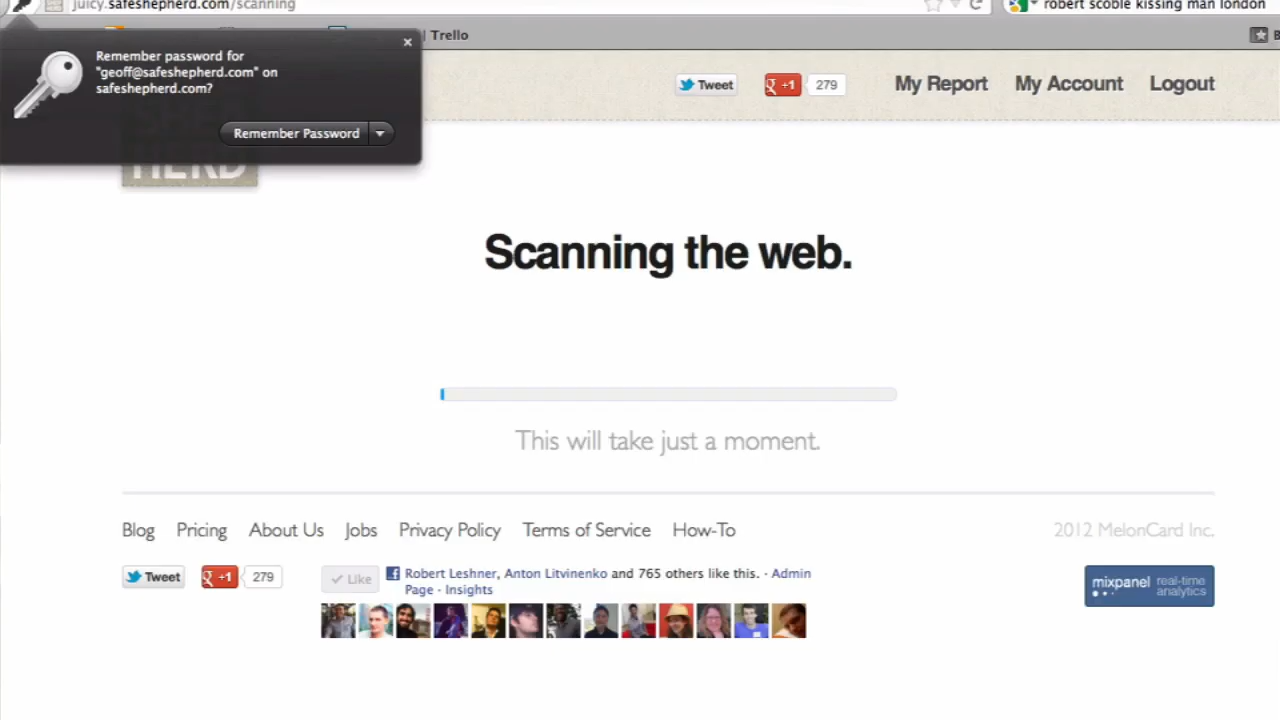 juicy.safeshepherd.com/scanning
robert scoble kissing man london
Trello
Remember password for
"geoff@safeshepherd.com" on
safeshepherd.com?
Remember Password
Tweet
+1
279
My Report
My Account
Logout
HERD
Scanning the web.
This will take just a moment.
Blog
Pricing
About Us
Jobs
Privacy Policy
Terms of Service
How-To
2012 MelonCard Inc.
Tweet
+1
279
Like
Robert Leshner, Anton Litvinenko and 765 others like this. · Admin
Page · Insights
mixpanel
real-time
analytics